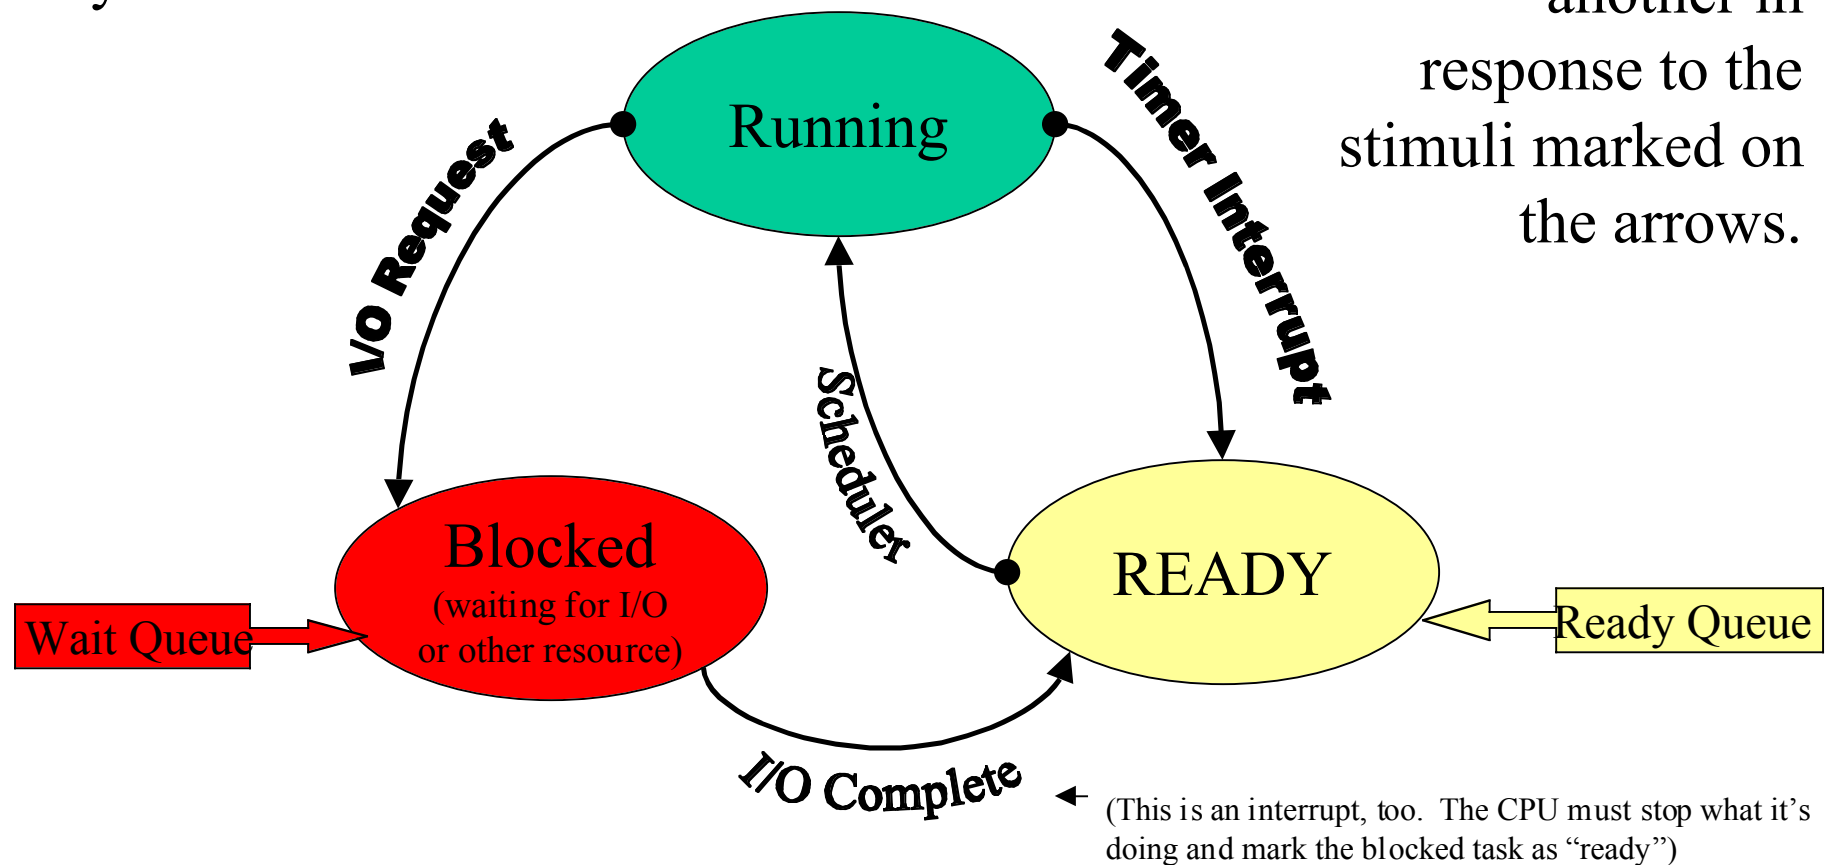 another in
response to the
stimuli marked on
the arrows.
Running
Timer Interrupt
I/O Request
Scheduler
Blocked
(waiting for I/O
or other resource)
READY
Wait Queue
Ready Queue
I/O Complete
(This is an interrupt, too. The CPU must stop what it's
doing and mark the blocked task as “ready”)